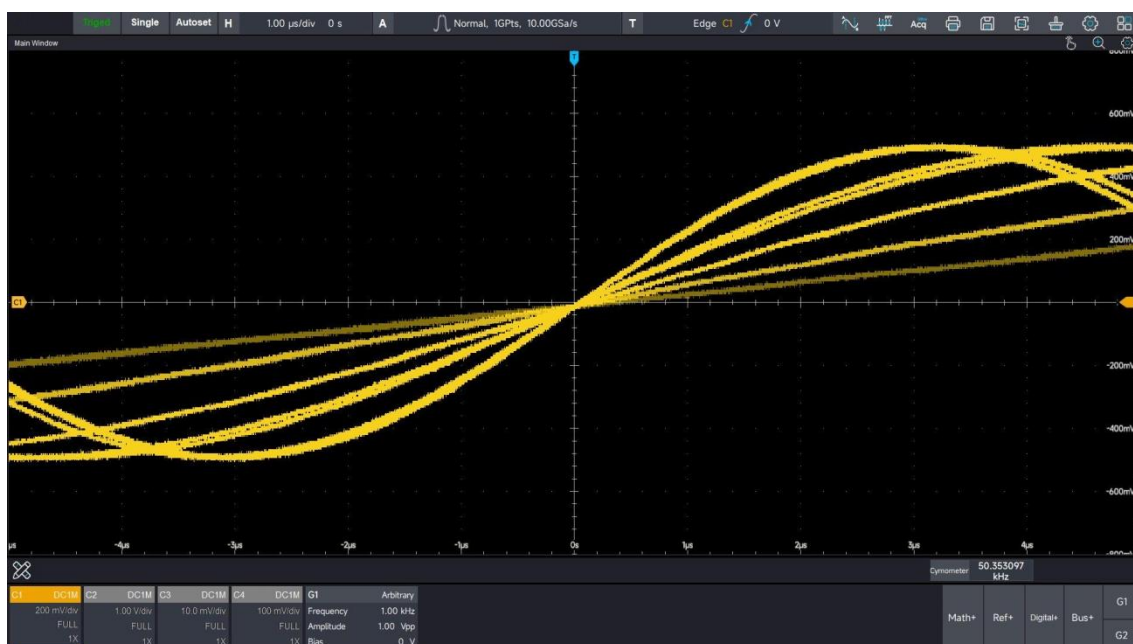 Triged Single Autoset H 1.00 μs/div 0 s A Normal, 1GPts, 10.00GSa/s T Edge C1 0 V Acq
Main Window
T
800mV
600mV
400mV
200mV
C1
-200mV
-400mV
-600mV
-800mV
μs -4μs -3μs -2μs -1μs 0s 1μs 2μs 3μs 4μs
Cymometer 50.353097 kHz
C1 DC1M C2 DC1M C3 DC1M C4 DC1M G1 Arbitrary
200 mV/div 1.00 V/div 10.0 mV/div 100 mV/div Frequency 1.00 kHz
FULL FULL FULL FULL Amplitude 1.00 Vpp
1X 1X 1X 1X Bias 0 V
Math+ Ref+ Digital+ Bus+ G1
G2